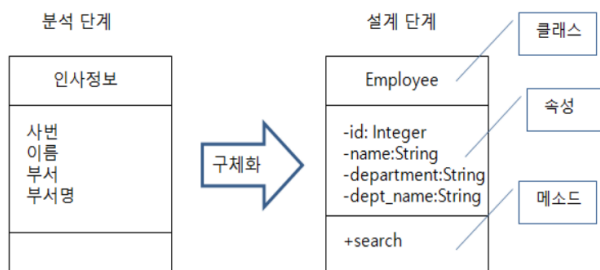 분석 단계
인사정보
사번
이름
부서
부서명
구체화
설계 단계
Employee
-id: Integer
-name:String
-department:String
-dept_name:String
+search
클래스
속성
메소드